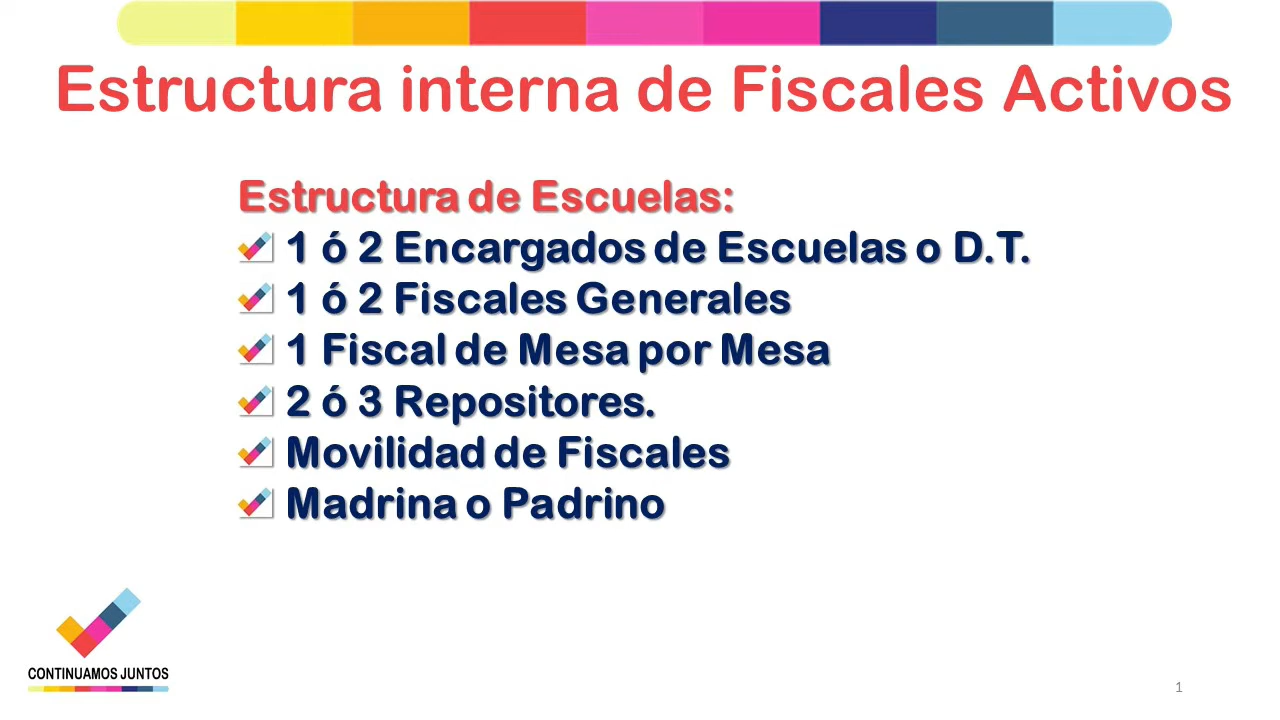 Estructura interna de Fiscales Activos
Estructura de Escuelas:
1 ó 2 Encargados de Escuelas o D.T.
1 ó 2 Fiscales Generales
1 Fiscal de Mesa por Mesa
2 ó 3 Repositores.
Movilidad de Fiscales
Madrina o Padrino
CONTINUAMOS JUNTOS
1